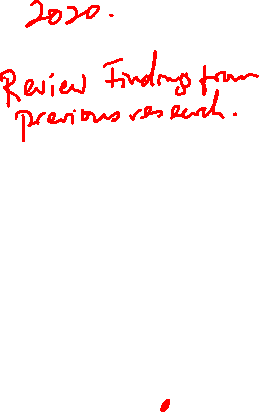 2020.
Review Findings from
previous research.